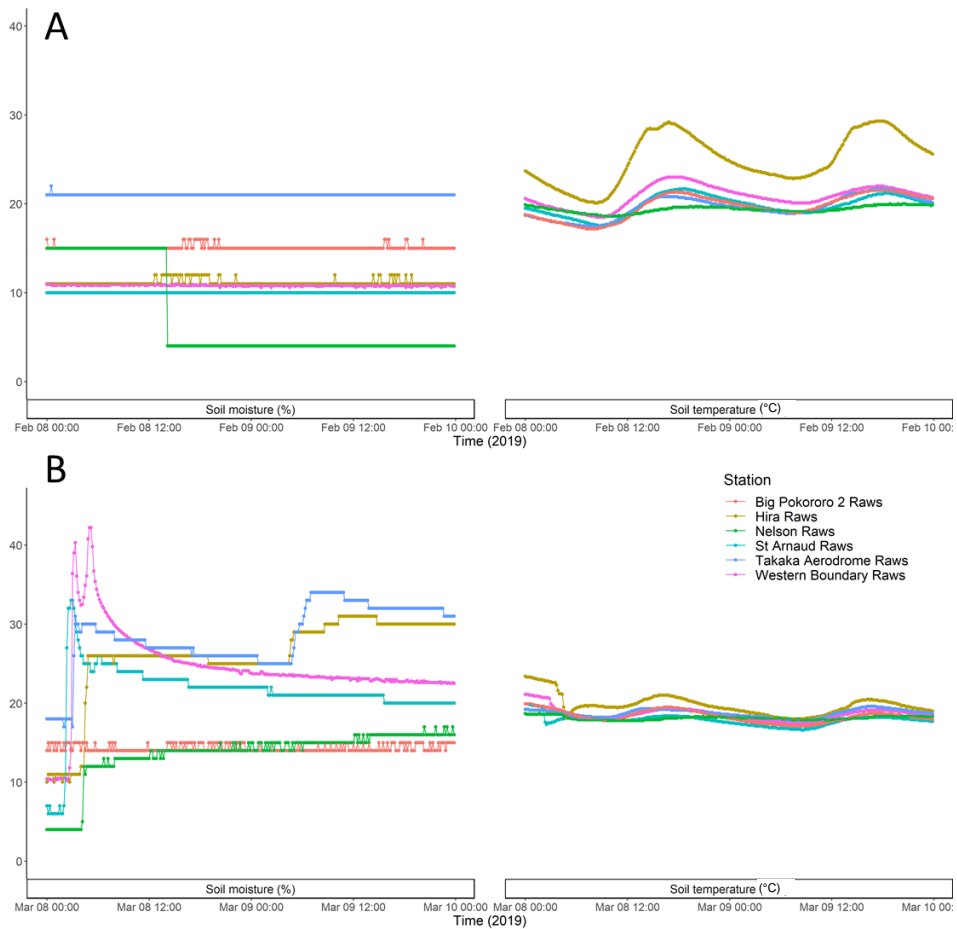 A
40
30
20
10
0
Soil moisture (%)
Soil temperature (°C)
Feb 08 00:00 Feb 08 12:00 Feb 09 00:00 Feb 09 12:00 Feb 10 00:00
Feb 08 00:00 Feb 08 12:00 Feb 09 00:00 Feb 09 12:00 Feb 10 00:
Time (2019)
B
40
30
20
10
0
Station
Big Pokororo 2 Raws
Hira Raws
Nelson Raws
St Arnaud Raws
Takaka Aerodrome Raws
Western Boundary Raws
Soil moisture (%)
Soil temperature (°C)
Mar 08 00:00 Mar 08 12:00 Mar 09 00:00 Mar 09 12:00 Mar 10 00:00
Mar 08 00:00 Mar 08 12:00 Mar 09 00:00 Mar 09 12:00 Mar 10 00:
Time (2019)